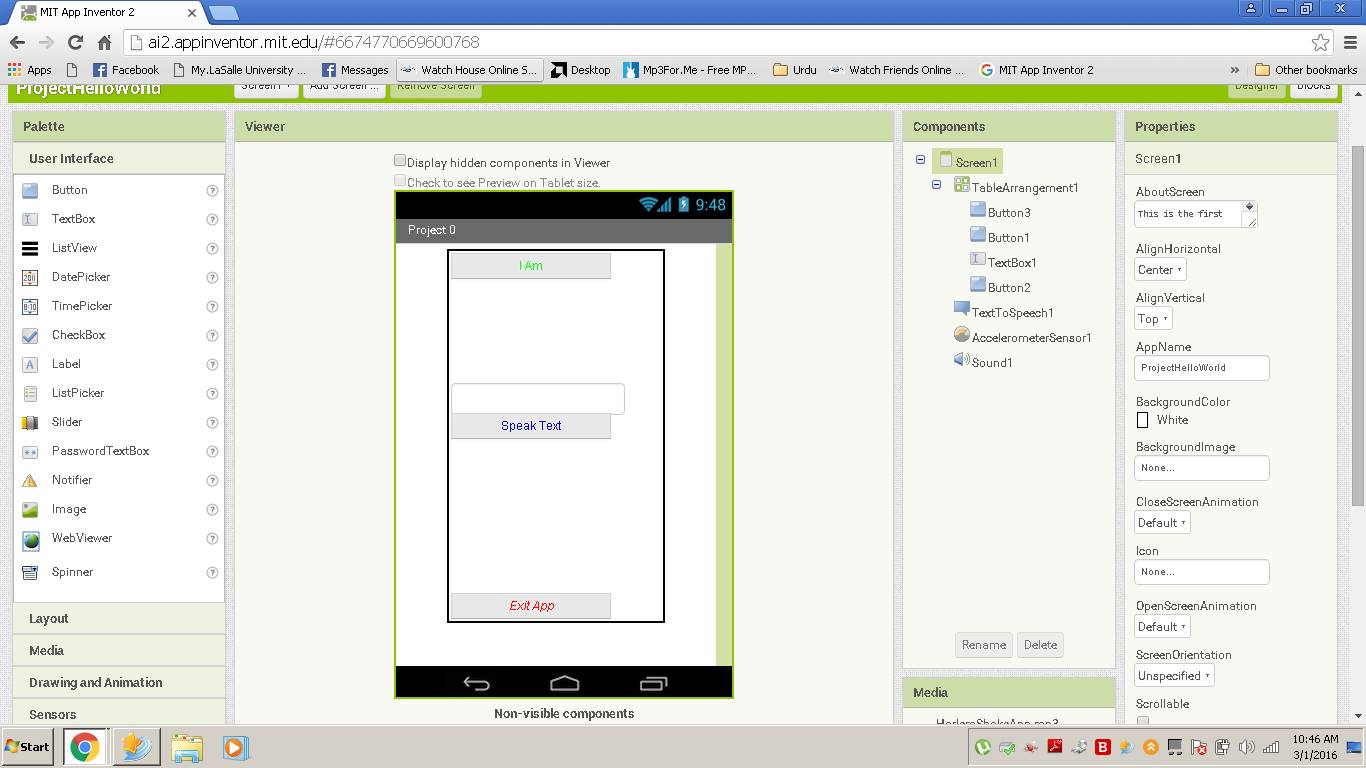 MIT App Inventor 2
ai2.appinventor.mit.edu/#6674770669600768
Apps Facebook My.LaSalle University ... Messages Watch House Online S... Desktop Mp3For.Me - Free MP... Urdu Watch Friends Online ... MIT App Inventor 2 » Other bookmarks
ProjectHelloWorld Screen1 Add Screen ... Remove Screen Designer Blocks
Palette
User Interface
Button ?
TextBox ?
ListView ?
DatePicker ?
TimePicker ?
CheckBox ?
Label ?
ListPicker ?
Slider ?
PasswordTextBox ?
Notifier ?
Image ?
WebViewer ?
Spinner ?
Layout
Media
Drawing and Animation
Sensors
Viewer
Display hidden components in Viewer
Check to see Preview on Tablet size.
9:48
Project 0
I Am
Speak Text
Exit App
Non-visible components
Components
Screen1
TableArrangement1
Button3
Button1
TextBox1
Button2
TextToSpeech1
AccelerometerSensor1
Sound1
Rename Delete
Media
HarlemShakeApp.mp3
Properties
Screen1
AboutScreen
This is the first
AlignHorizontal
Center
AlignVertical
Top
AppName
ProjectHelloWorld
BackgroundColor
White
BackgroundImage
None...
CloseScreenAnimation
Default
Icon
None...
OpenScreenAnimation
Default
ScreenOrientation
Unspecified
Scrollable
Start
10:46 AM
3/1/2016